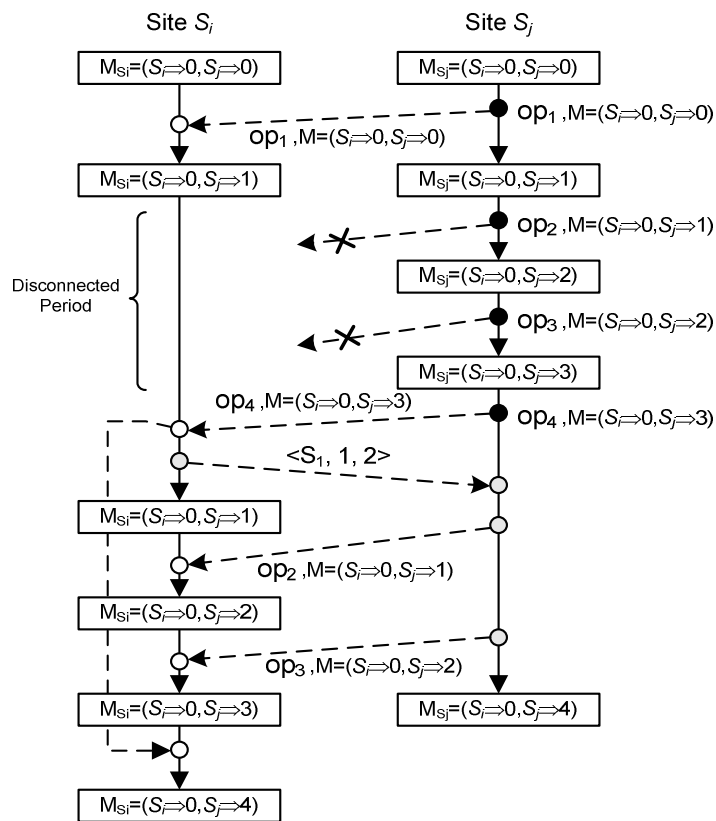 Site Si Site Sj
MSi=(Si⇒0,Sj⇒0) MSj=(Si⇒0,Sj⇒0)
op1 ,M=(Si⇒0,Sj⇒0)
op1 ,M=(Si⇒0,Sj⇒0)
MSi=(Si⇒0,Sj⇒1) MSj=(Si⇒0,Sj⇒1)
op2 ,M=(Si⇒0,Sj⇒1)
MSj=(Si⇒0,Sj⇒2)
Disconnected
Period
op3 ,M=(Si⇒0,Sj⇒2)
MSj=(Si⇒0,Sj⇒3)
op4 ,M=(Si⇒0,Sj⇒3)
op4 ,M=(Si⇒0,Sj⇒3)
<S1, 1, 2>
MSi=(Si⇒0,Sj⇒1)
op2 ,M=(Si⇒0,Sj⇒1)
MSi=(Si⇒0,Sj⇒2)
op3 ,M=(Si⇒0,Sj⇒2)
MSi=(Si⇒0,Sj⇒3) MSj=(Si⇒0,Sj⇒4)
MSi=(Si⇒0,Sj⇒4)